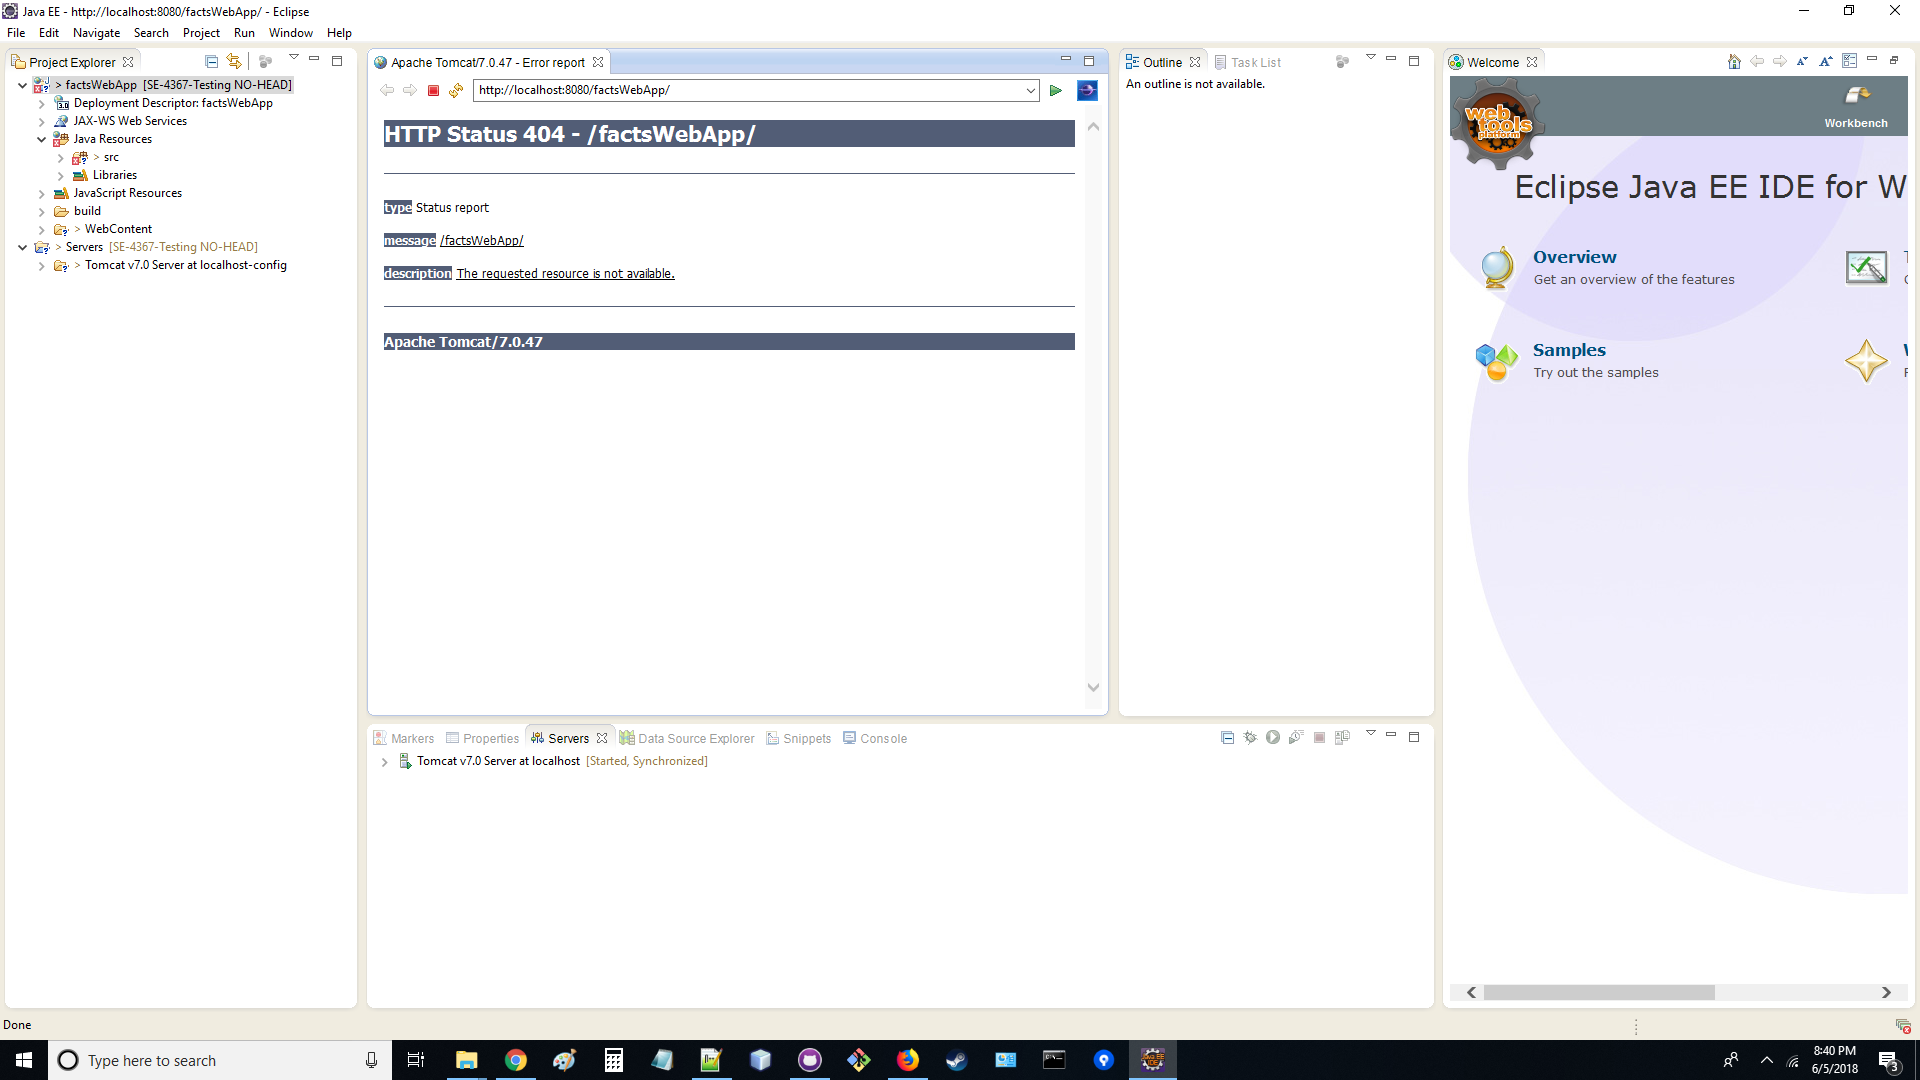 Java EE - http://localhost:8080/factsWebApp/ - Eclipse
File Edit Navigate Search Project Run Window Help
Project Explorer
> factsWebApp [SE-4367-Testing NO-HEAD]
Deployment Descriptor: factsWebApp
JAX-WS Web Services
Java Resources
> src
Libraries
JavaScript Resources
build
> WebContent
> Servers [SE-4367-Testing NO-HEAD]
> Tomcat v7.0 Server at localhost-config
Apache Tomcat/7.0.47 - Error report
http://localhost:8080/factsWebApp/
HTTP Status 404 - /factsWebApp/
type Status report
message /factsWebApp/
description The requested resource is not available.
Apache Tomcat/7.0.47
Outline Task List
An outline is not available.
Welcome
web tools platform
Workbench
Eclipse Java EE IDE for W
Overview
Get an overview of the features
Samples
Try out the samples
Markers Properties Servers Data Source Explorer Snippets Console
Tomcat v7.0 Server at localhost [Started, Synchronized]
Done
Type here to search
8:40 PM
6/5/2018
3